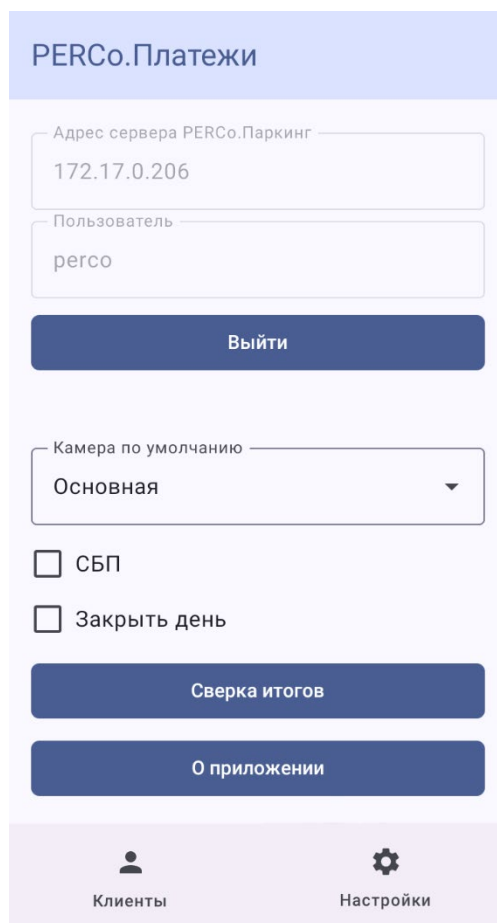 PERCo.Платежи
Адрес сервера PERCo.Паркинг
172.17.0.206
Пользователь
perco
Выйти
Камера по умолчанию
Основная
СБП
Закрыть день
Сверка итогов
О приложении
Клиенты
Настройки